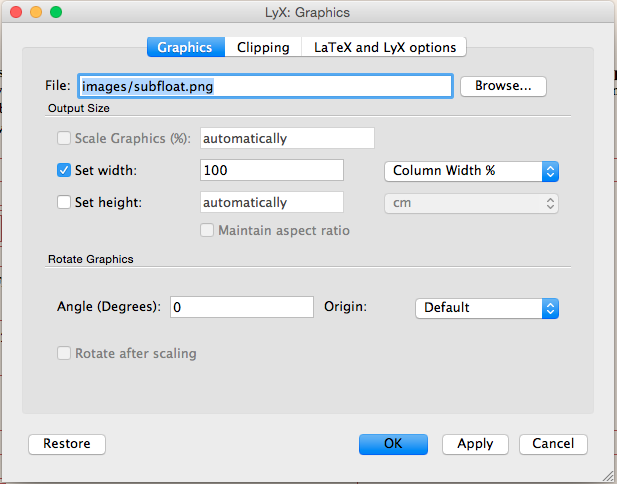 LyX: Graphics
Graphics Clipping LaTeX and LyX options
File: images/subfloat.png Browse...
Output Size
Scale Graphics (%): automatically
Set width: 100 Column Width %
Set height: automatically cm
Maintain aspect ratio
Rotate Graphics
Angle (Degrees): 0 Origin: Default
Rotate after scaling
Restore OK Apply Cancel